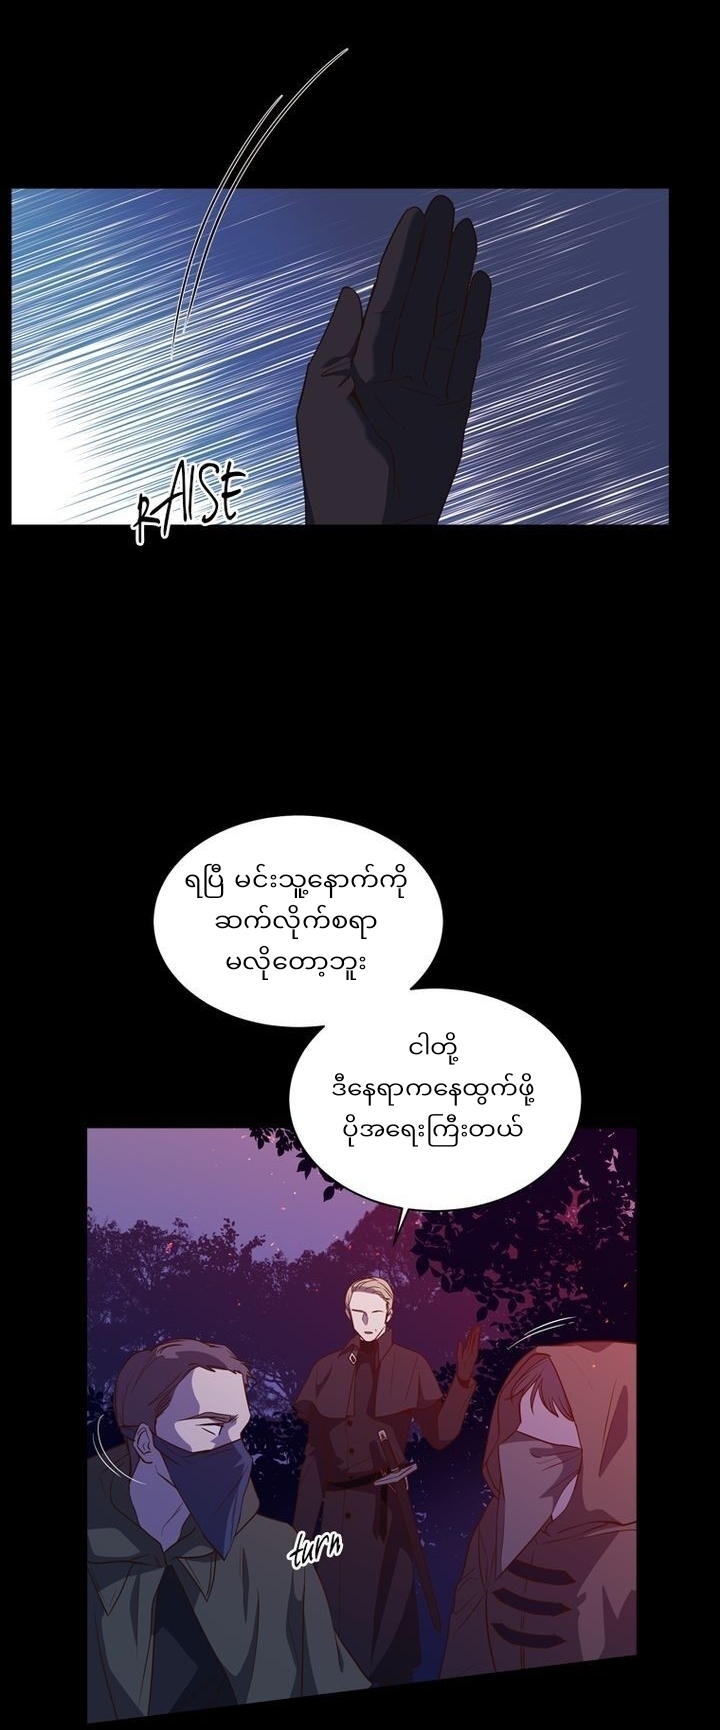 RAISE
ရပြီ မင်းသူ့နောက်ကို
ဆက်လိုက်စရာ
မလိုတော့ဘူး
ငါတို့
ဒီနေရာကနေထွက်ဖို့
ပိုအရေးကြီးတယ်
turn